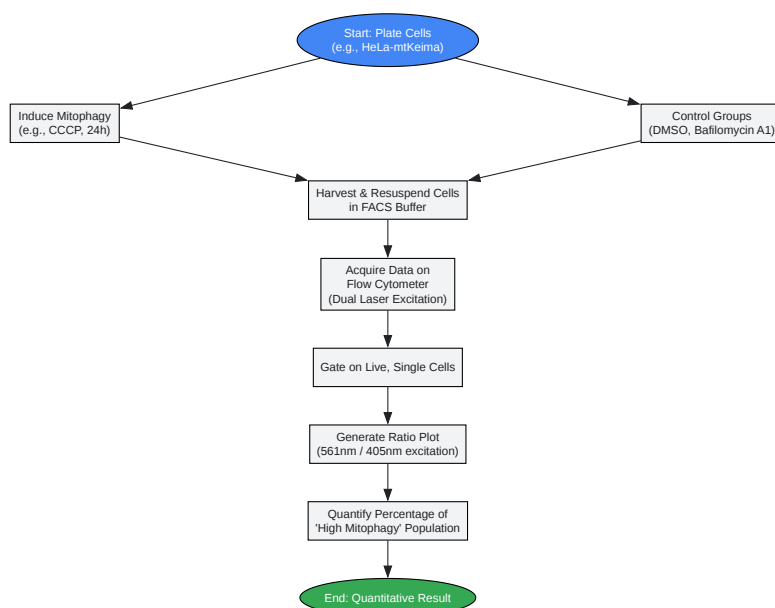 Start: Plate Cells
(e.g., HeLa-mtKeima)
Induce Mitophagy
(e.g., CCCP, 24h)
Control Groups
(DMSO, Bafilomycin A1)
Harvest & Resuspend Cells
in FACS Buffer
Acquire Data on
Flow Cytometer
(Dual Laser Excitation)
Gate on Live, Single Cells
Generate Ratio Plot
(561nm / 405nm excitation)
Quantify Percentage of
'High Mitophagy' Population
End: Quantitative Result